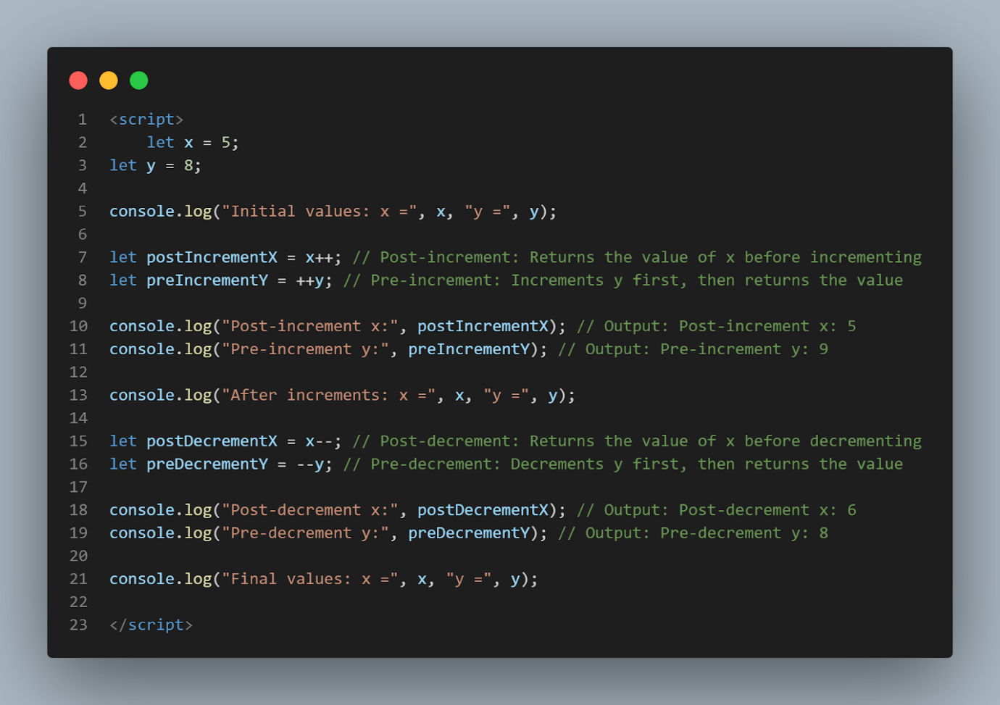 1 <script>
2     let x = 5;
3 let y = 8;
4
5 console.log("Initial values: x =", x, "y =", y);
6
7 let postIncrementX = x++; // Post-increment: Returns the value of x before incrementing
8 let preIncrementY = ++y; // Pre-increment: Increments y first, then returns the value
9
10 console.log("Post-increment x:", postIncrementX); // Output: Post-increment x: 5
11 console.log("Pre-increment y:", preIncrementY); // Output: Pre-increment y: 9
12
13 console.log("After increments: x =", x, "y =", y);
14
15 let postDecrementX = x--; // Post-decrement: Returns the value of x before decrementing
16 let preDecrementY = --y; // Pre-decrement: Decrements y first, then returns the value
17
18 console.log("Post-decrement x:", postDecrementX); // Output: Post-decrement x: 6
19 console.log("Pre-decrement y:", preDecrementY); // Output: Pre-decrement y: 8
20
21 console.log("Final values: x =", x, "y =", y);
22
23 </script>